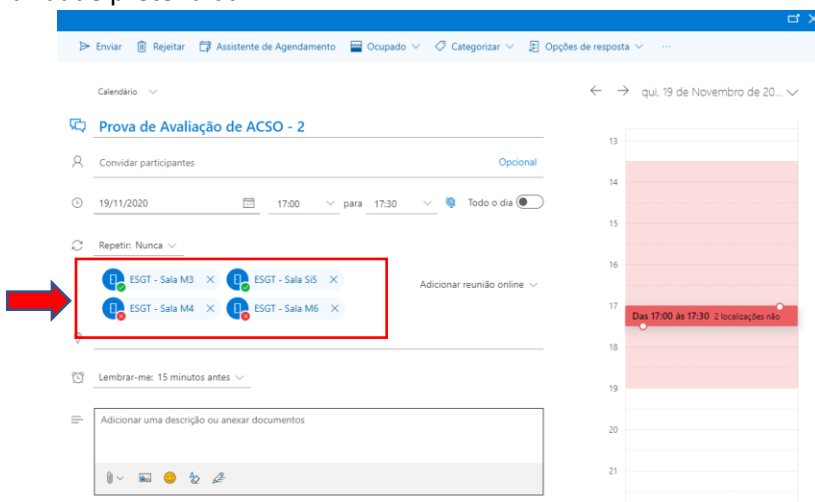 Enviar Rejeitar Assistente de Agendamento Ocupado Categorizar Opções de resposta ...
Calendário
qui, 19 de Novembro de 20...
Prova de Avaliação de ACSO - 2
Convidar participantes Opcional
19/11/2020 17:00 para 17:30 Todo o dia
Repetir: Nunca
ESGT - Sala M3 ESGT - Sala Si5
ESGT - Sala M4 ESGT - Sala M6
Adicionar reunião online
Lembrar-me: 15 minutos antes
Adicionar uma descrição ou anexar documentos
13
14
15
16
17
Das 17:00 às 17:30 2 localizações não
18
19
20
21